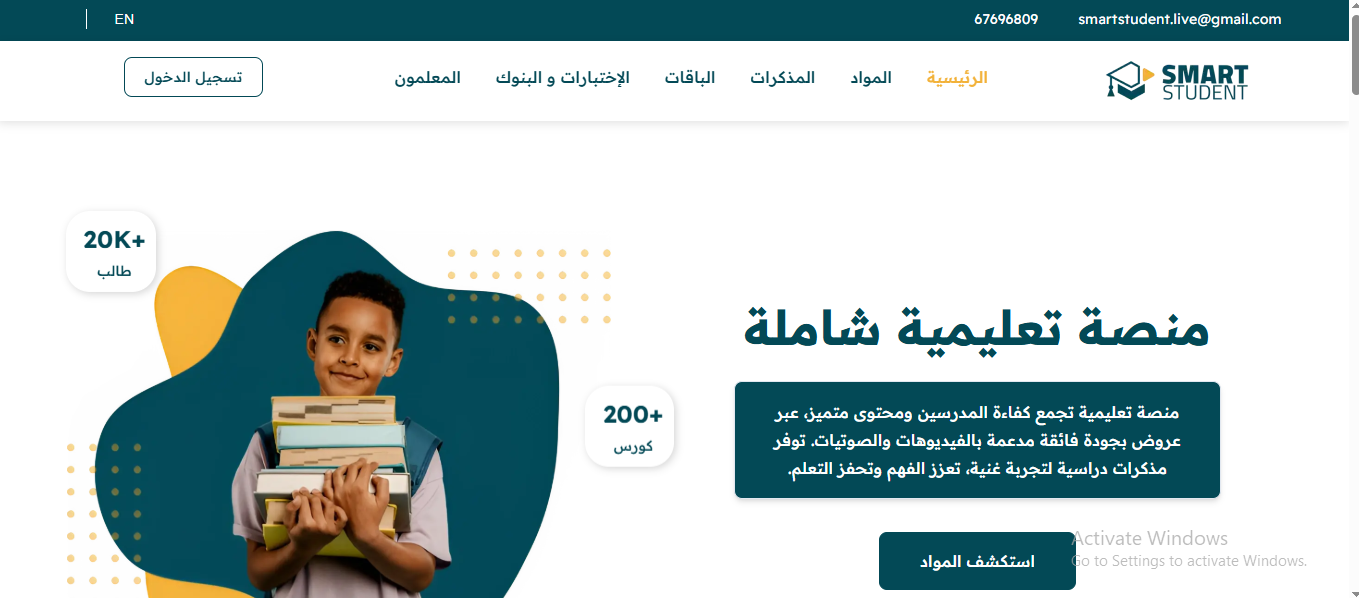 smartstudent.live@gmail.com
67696809
EN
SMART
STUDENT
الرئيسية
المواد
المذكرات
الباقات
الإختبارات و البنوك
المعلمون
تسجيل الدخول
منصة تعليمية شاملة
منصة تعليمية تجمع كفاءة المدرسين ومحتوى متميز، عبر
عروض بجودة فائقة مدعمة بالفيديوهات والصوتيات. توفر
مذكرات دراسية لتجربة غنية، تعزز الفهم وتحفز التعلم.
استكشف المواد
20K+
طالب
200+
كورس
Activate Windows
Go to Settings to activate Windows.